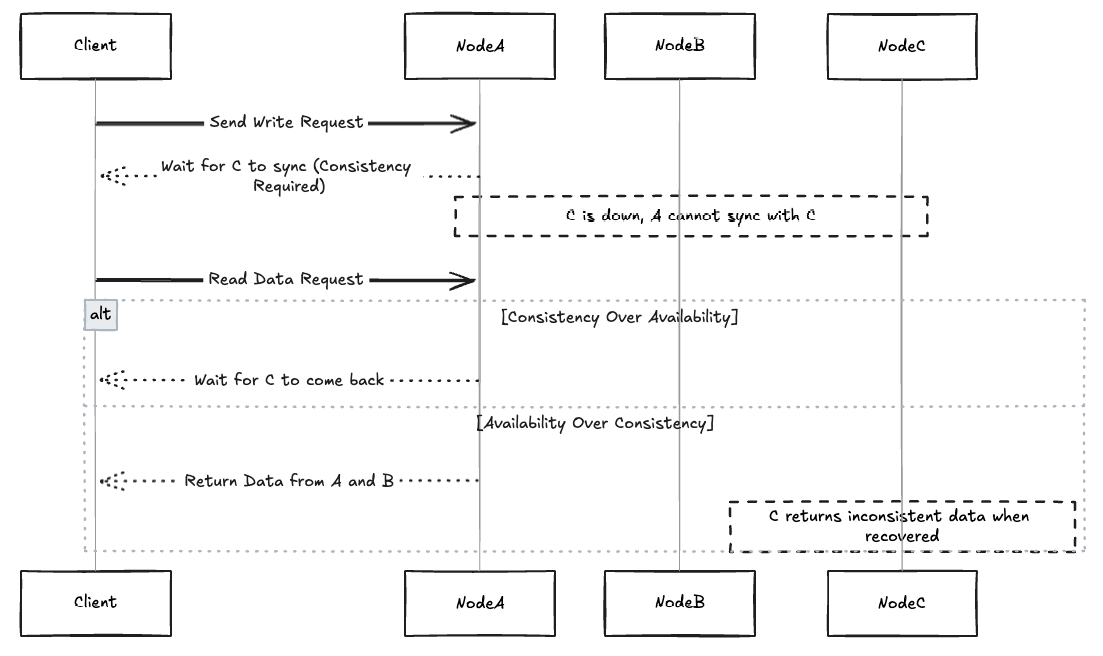 Client
NodeA
NodeB
NodeC
Send Write Request
Wait for C to sync (Consistency
Required)
C is down, A cannot sync with C
Read Data Request
alt
[Consistency Over Availability]
Wait for C to come back
[Availability Over Consistency]
Return Data from A and B
C returns inconsistent data when
recovered
Client
NodeA
NodeB
NodeC